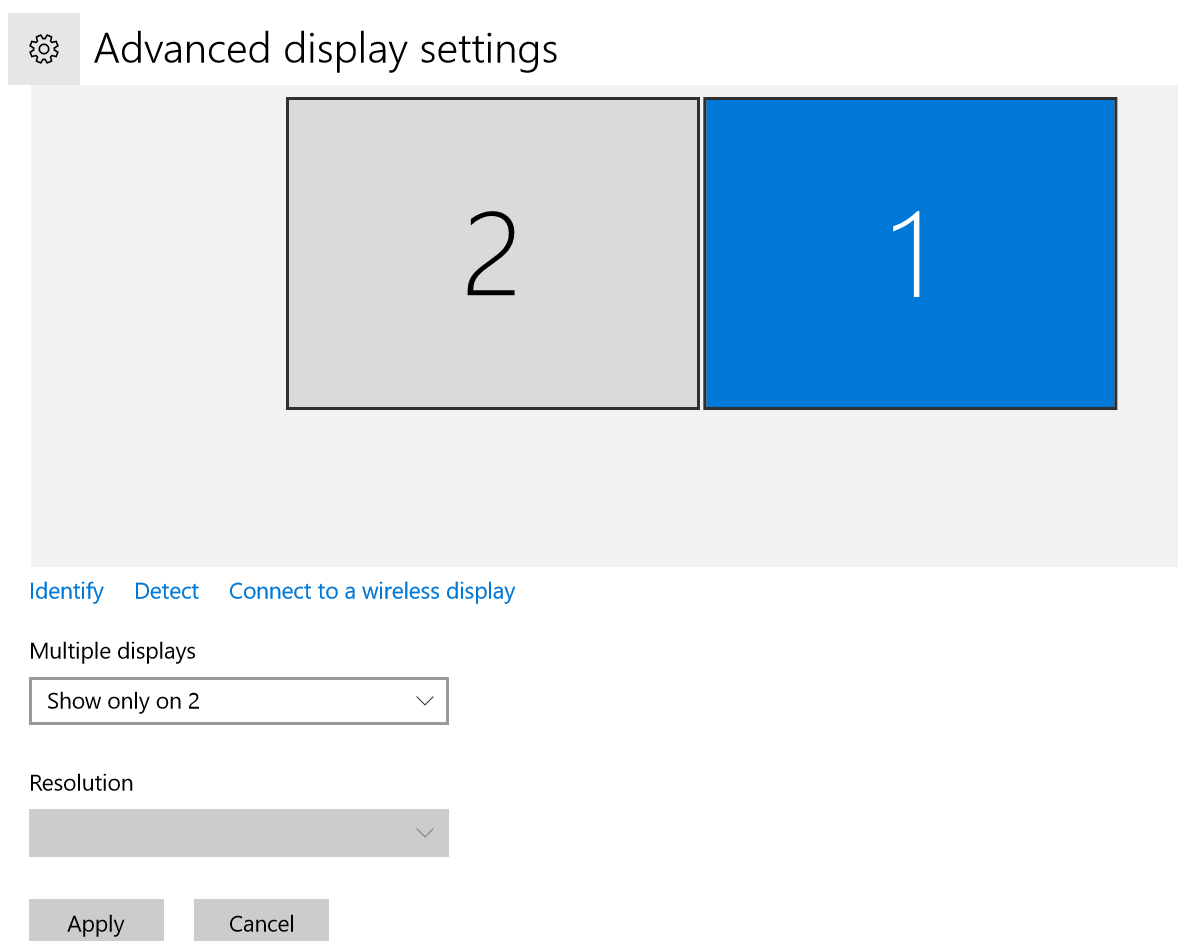 Advanced display settings
2 1
Identify Detect Connect to a wireless display
Multiple displays
Show only on 2
Resolution
Apply Cancel